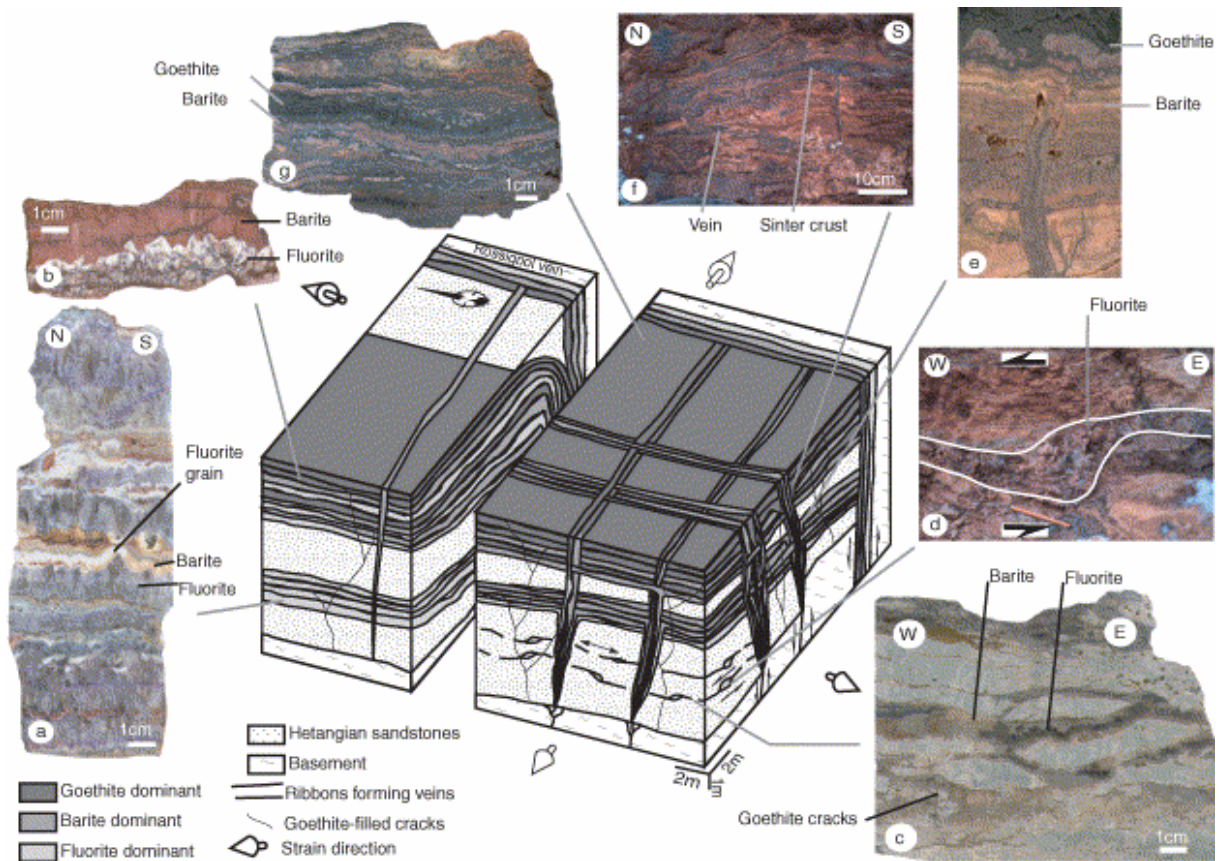 N
S
Goethite
Goethite
Barite
Barite
g
1cm
f
10cm
e
Vein
Sinter crust
1cm
Barite
Fluorite
b
Rossignol vein
Fluorite
N
S
W
E
d
Fluorite
grain
Barite
Fluorite
Barite
Fluorite
W
E
a
1cm
Hetangian sandstones
Basement
2m
2m
1m
Goethite dominant
Ribbons forming veins
Barite dominant
Goethite-filled cracks
Fluorite dominant
Strain direction
Goethite cracks
c
1cm